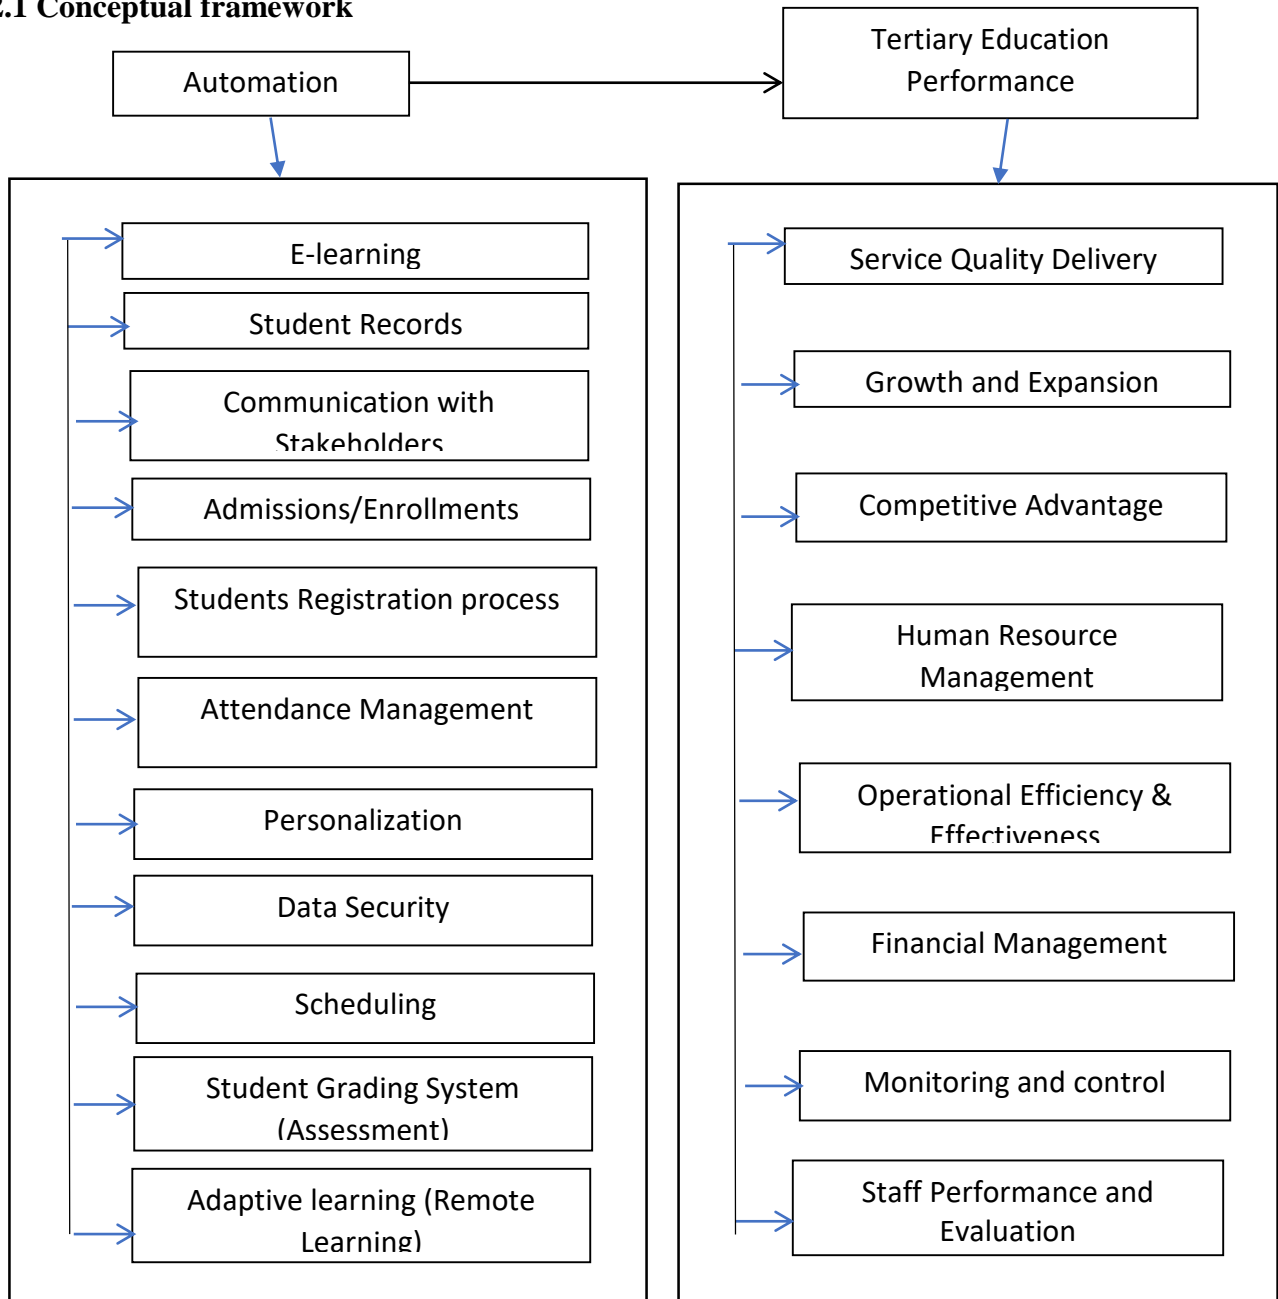 2.1 Conceptual framework
Automation
Tertiary Education
Performance
E-learning
Student Records
Communication with
Stakeholders
Admissions/Enrollments
Students Registration process
Attendance Management
Personalization
Data Security
Scheduling
Student Grading System
(Assessment)
Adaptive learning (Remote
Learning)
Service Quality Delivery
Growth and Expansion
Competitive Advantage
Human Resource
Management
Operational Efficiency &
Effectiveness
Financial Management
Monitoring and control
Staff Performance and
Evaluation